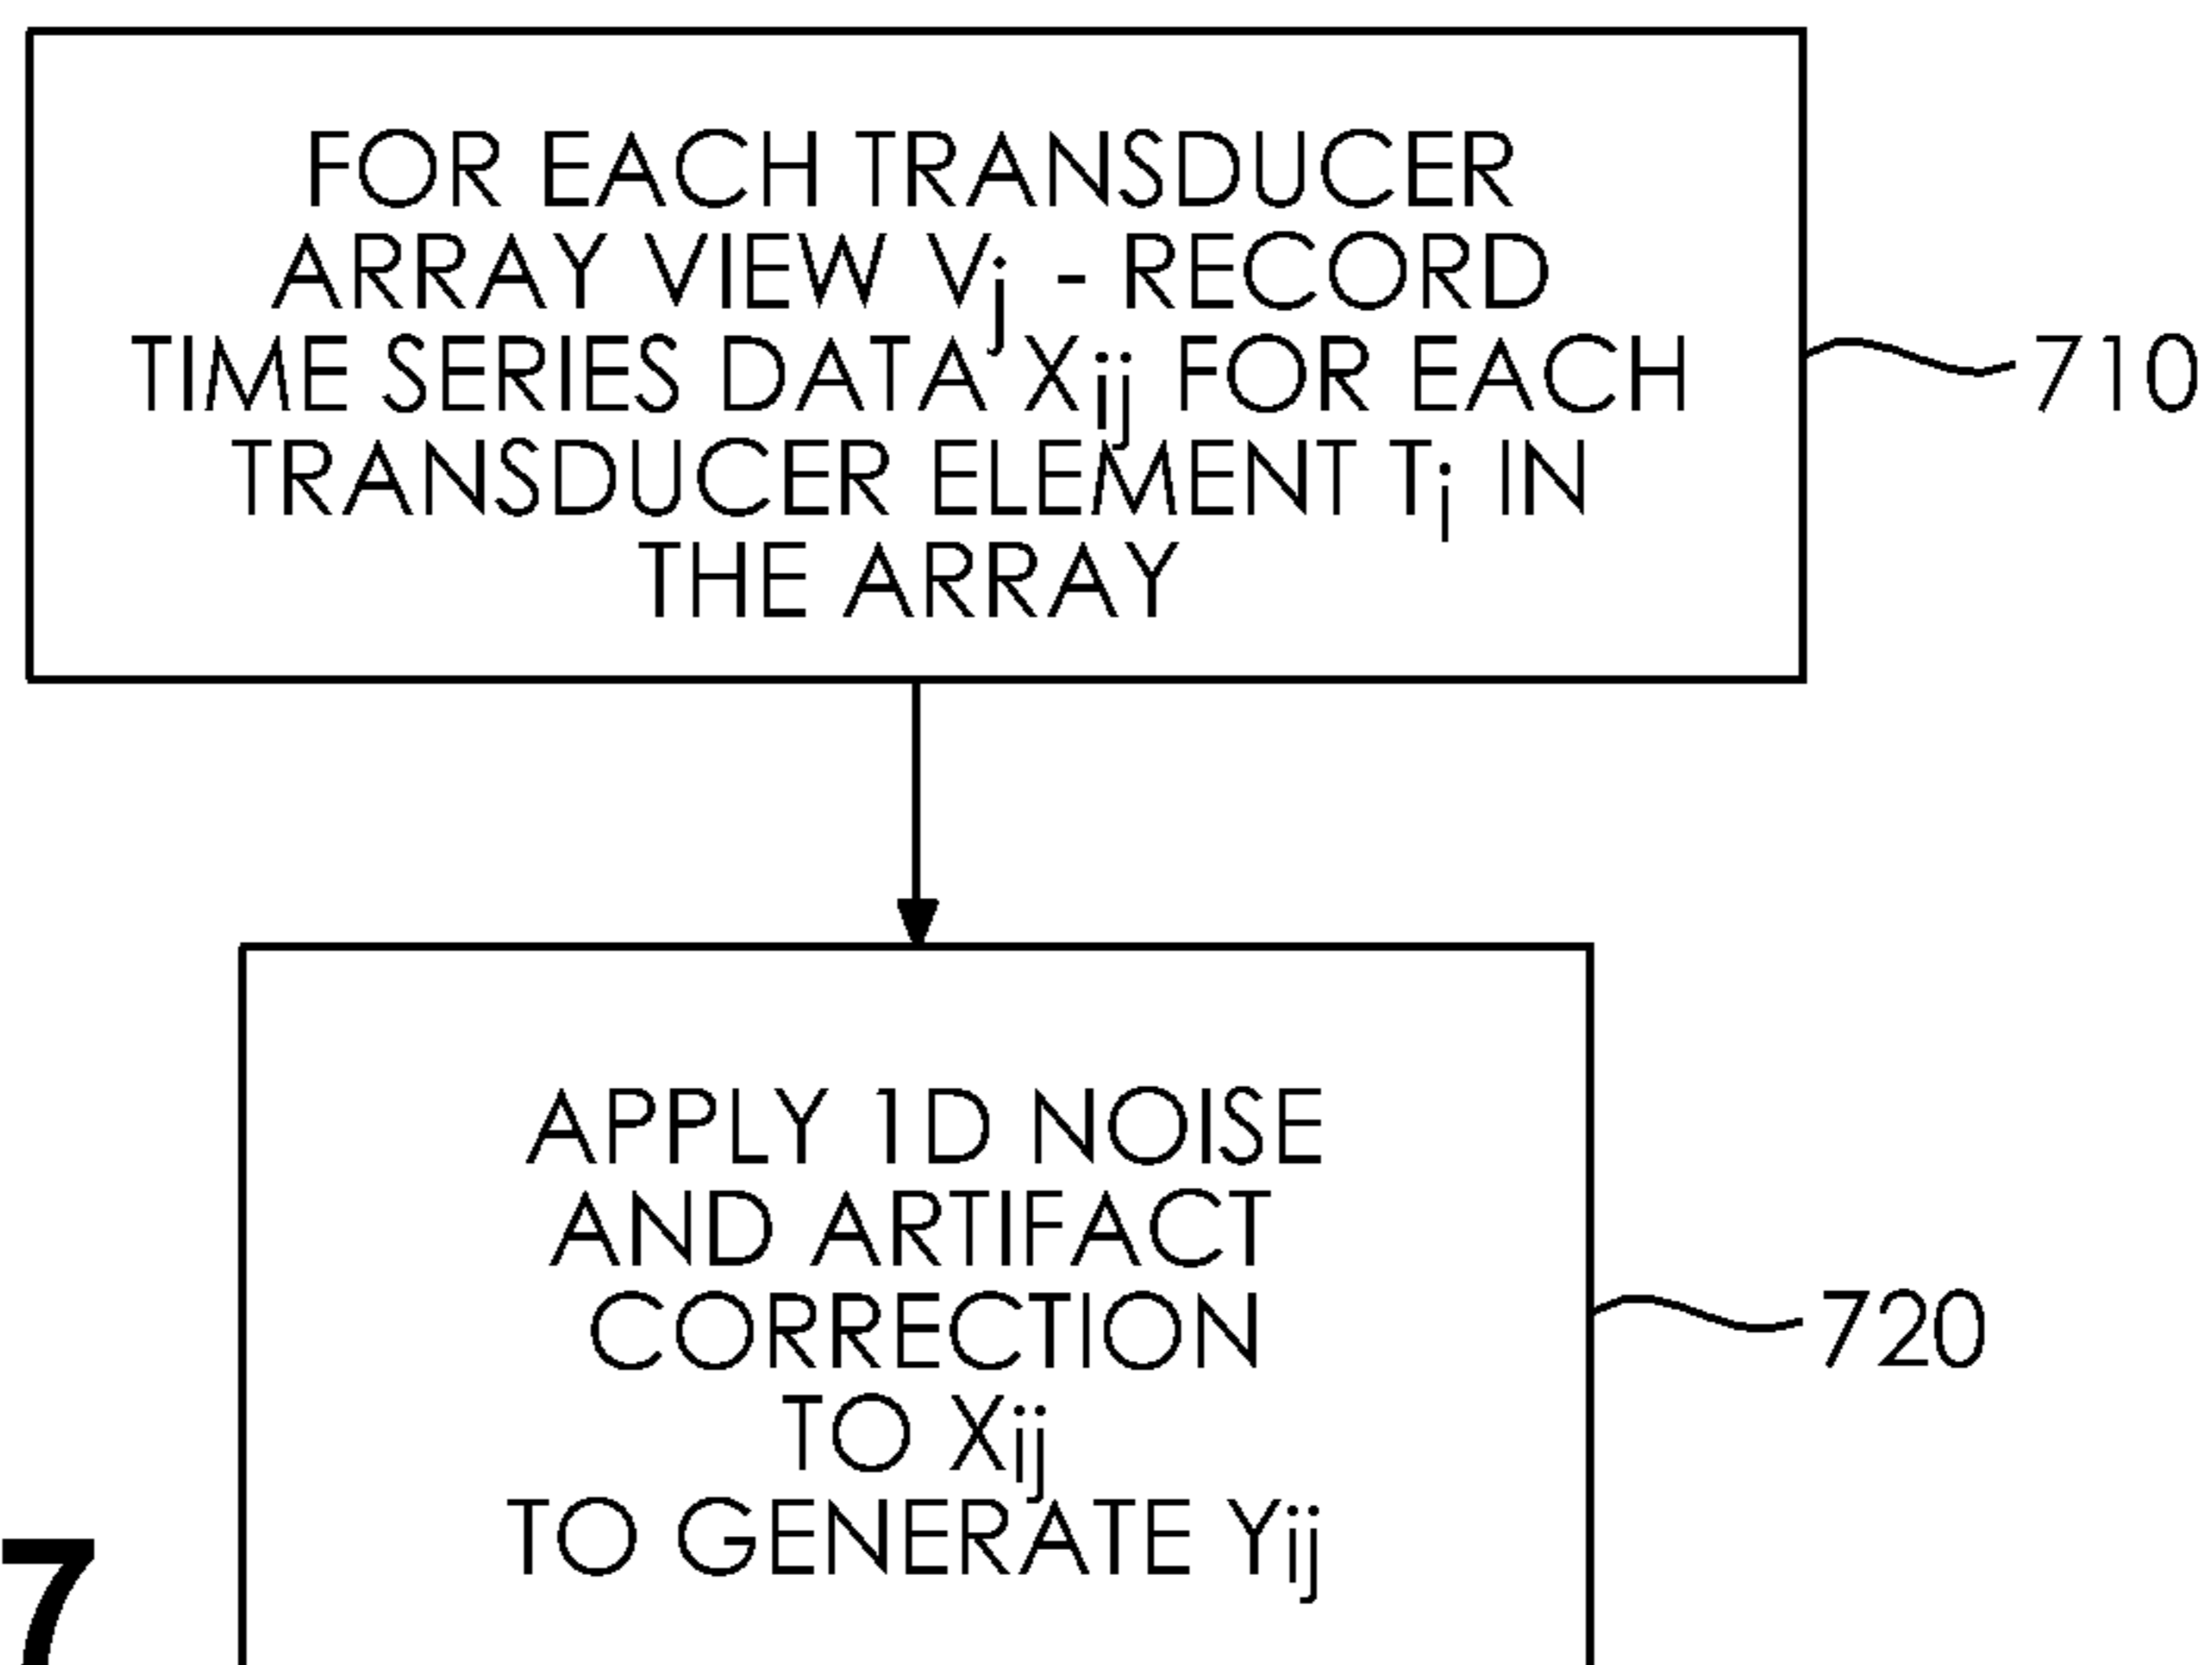 FOR EACH TRANSDUCER
ARRAY VIEW Vj - RECORD
TIME SERIES DATA Xij FOR EACH
TRANSDUCER ELEMENT Ti IN
THE ARRAY
710
APPLY 1D NOISE
AND ARTIFACT
CORRECTION
TO Xij
TO GENERATE Yij
720
7